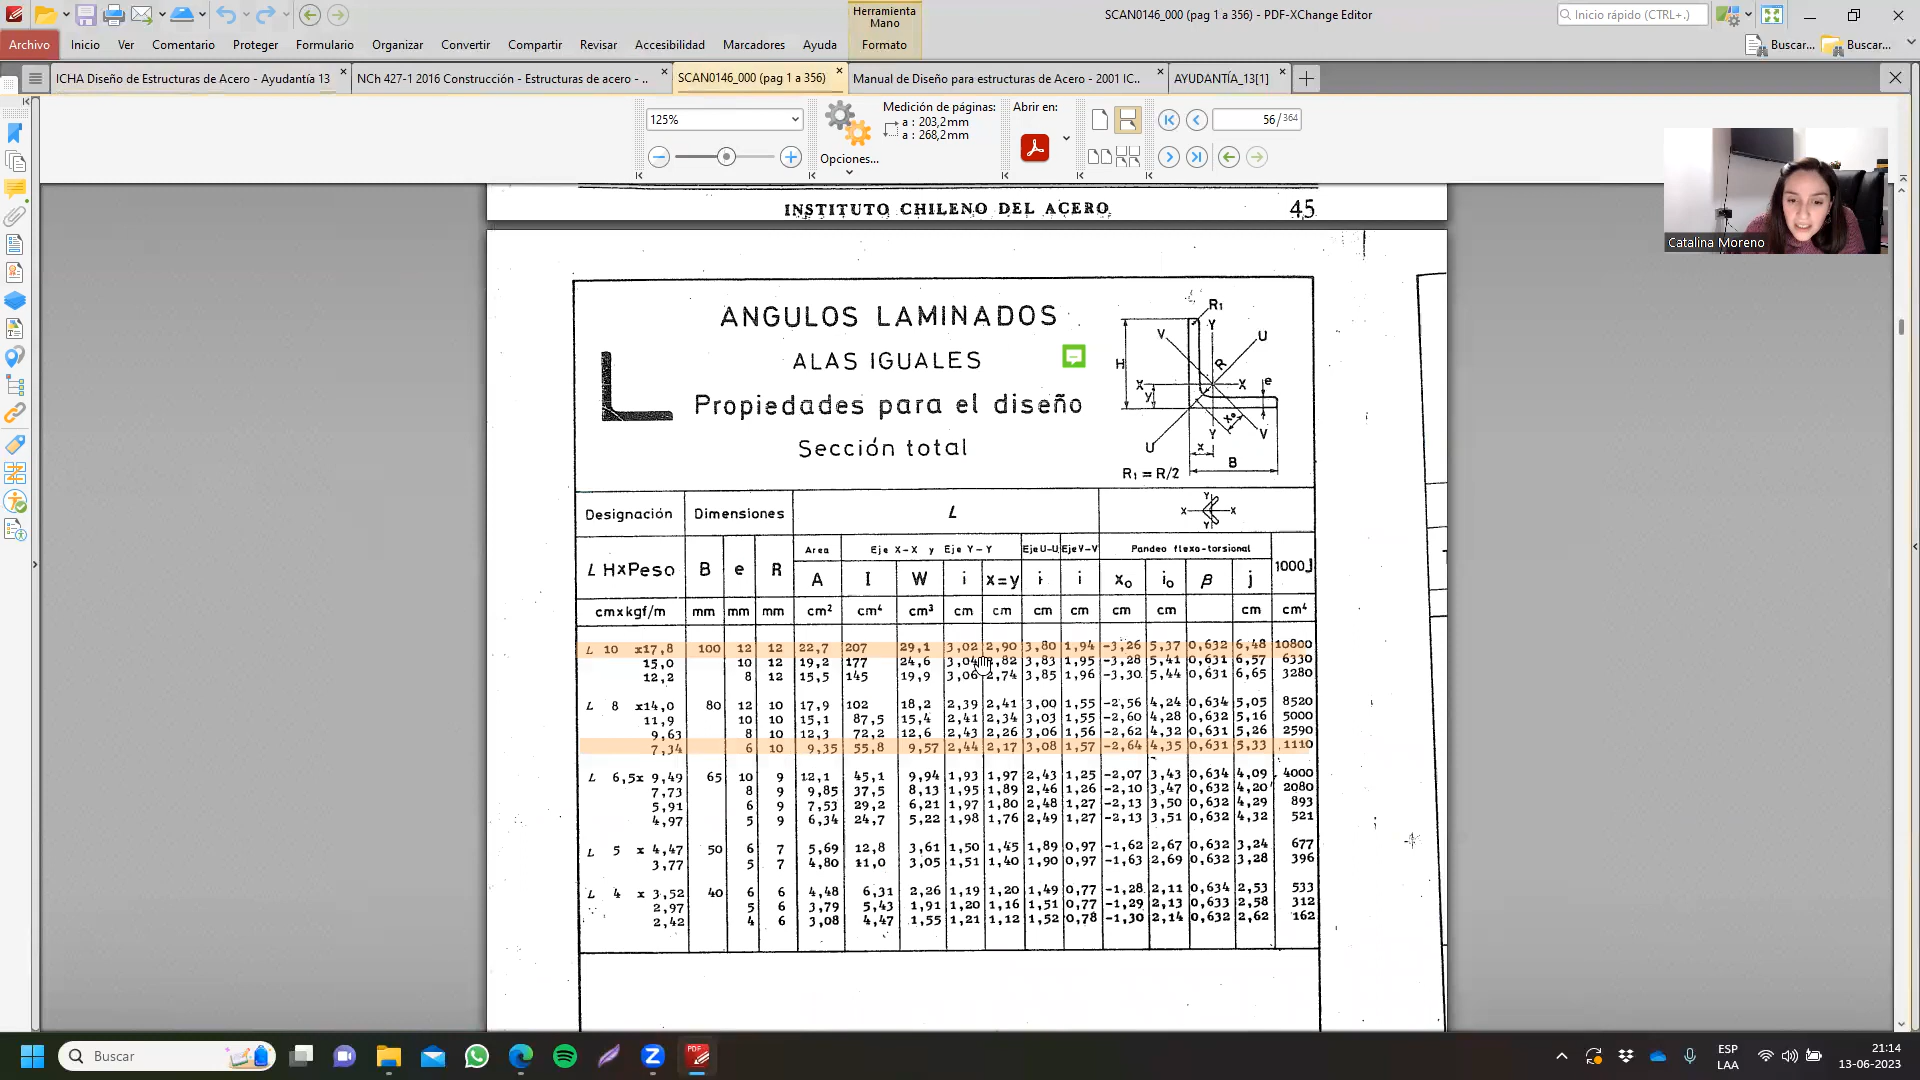 Herramienta
Mano
SCAN0146_000 (pag 1 a 356) - PDF-XChange Editor
Inicio rápido (CTRL+.)
Archivo Inicio Ver Comentario Proteger Formulario Organizar Convertir Compartir Revisar Accesibilidad Marcadores Ayuda Formato Buscar... Buscar...
ICHA Diseño de Estructuras de Acero - Ayudantía 13 NCh 427-1 2016 Construcción - Estructuras de acero - .. SCAN0146_000 (pag 1 a 356) Manual de Diseño para estructuras de Acero - 2001 IC.. AYUDANTÍA_13[1]
125%
Opciones...
Medición de páginas:
a : 203,2mm
a : 268,2mm
Abrir en:
56/364
Catalina Moreno
INSTITUTO CHILENO DEL ACERO 45
ANGULOS LAMINADOS
ALAS IGUALES
Propiedades para el diseño
Sección total
R₁ Y V U H R X X e y x₀ Y V U x B
R₁ = R/2
Designación Dimensiones L Y X X Y
L HxPeso B e R Area Eje X-X y Eje Y-Y Eje U-U Eje V-V Pandeo flexo-torsional 1000J
A I W i x=y i i x₀ i₀ β j
cmxkgf/m mm mm mm cm² cm⁴ cm³ cm cm cm cm cm cm cm cm⁴
L 10 x17,8 100 12 12 22,7 207 29,1 3,02 2,90 3,80 1,94 -3,26 5,37 0,632 6,48 10800
15,0 10 12 19,2 177 24,6 3,04 ,82 3,83 1,95 -3,28 5,41 0,631 6,57 6330
12,2 8 12 15,5 145 19,9 3,06 2,74 3,85 1,96 -3,30 5,44 0,631 6,65 3280
L 8 x14,0 80 12 10 17,9 102 18,2 2,39 2,41 3,00 1,55 -2,56 4,24 0,634 5,05 8520
11,9 10 10 15,1 87,5 15,4 2,41 2,34 3,03 1,55 -2,60 4,28 0,632 5,16 5000
9,63 8 10 12,3 72,2 12,6 2,43 2,26 3,06 1,56 -2,62 4,32 0,631 5,26 2590
7,34 6 10 9,35 55,8 9,57 2,44 2,17 3,08 1,57 -2,64 4,35 0,631 5,33 1110
L 6,5x 9,49 65 10 9 12,1 45,1 9,94 1,93 1,97 2,43 1,25 -2,07 3,43 0,634 4,09 4000
7,73 8 9 9,85 37,5 8,13 1,95 1,89 2,46 1,26 -2,10 3,47 0,632 4,20 2080
5,91 6 9 7,53 29,2 6,21 1,97 1,80 2,48 1,27 -2,13 3,50 0,632 4,29 893
4,97 5 9 6,34 24,7 5,22 1,98 1,76 2,49 1,27 -2,13 3,51 0,632 4,32 521
L 5 x 4,47 50 6 7 5,69 12,8 3,61 1,50 1,45 1,89 0,97 -1,62 2,67 0,632 3,24 677
3,77 5 7 4,80 11,0 3,05 1,51 1,40 1,90 0,97 -1,63 2,69 0,632 3,28 396
L 4 x 3,52 40 6 6 4,48 6,31 2,26 1,19 1,20 1,49 0,77 -1,28 2,11 0,634 2,53 533
2,97 5 6 3,79 5,43 1,91 1,20 1,16 1,51 0,77 -1,29 2,13 0,633 2,58 312
2,42 4 6 3,08 4,47 1,55 1,21 1,12 1,52 0,78 -1,30 2,14 0,632 2,62 162
Buscar
ESP
LAA
21:14
13-06-2023